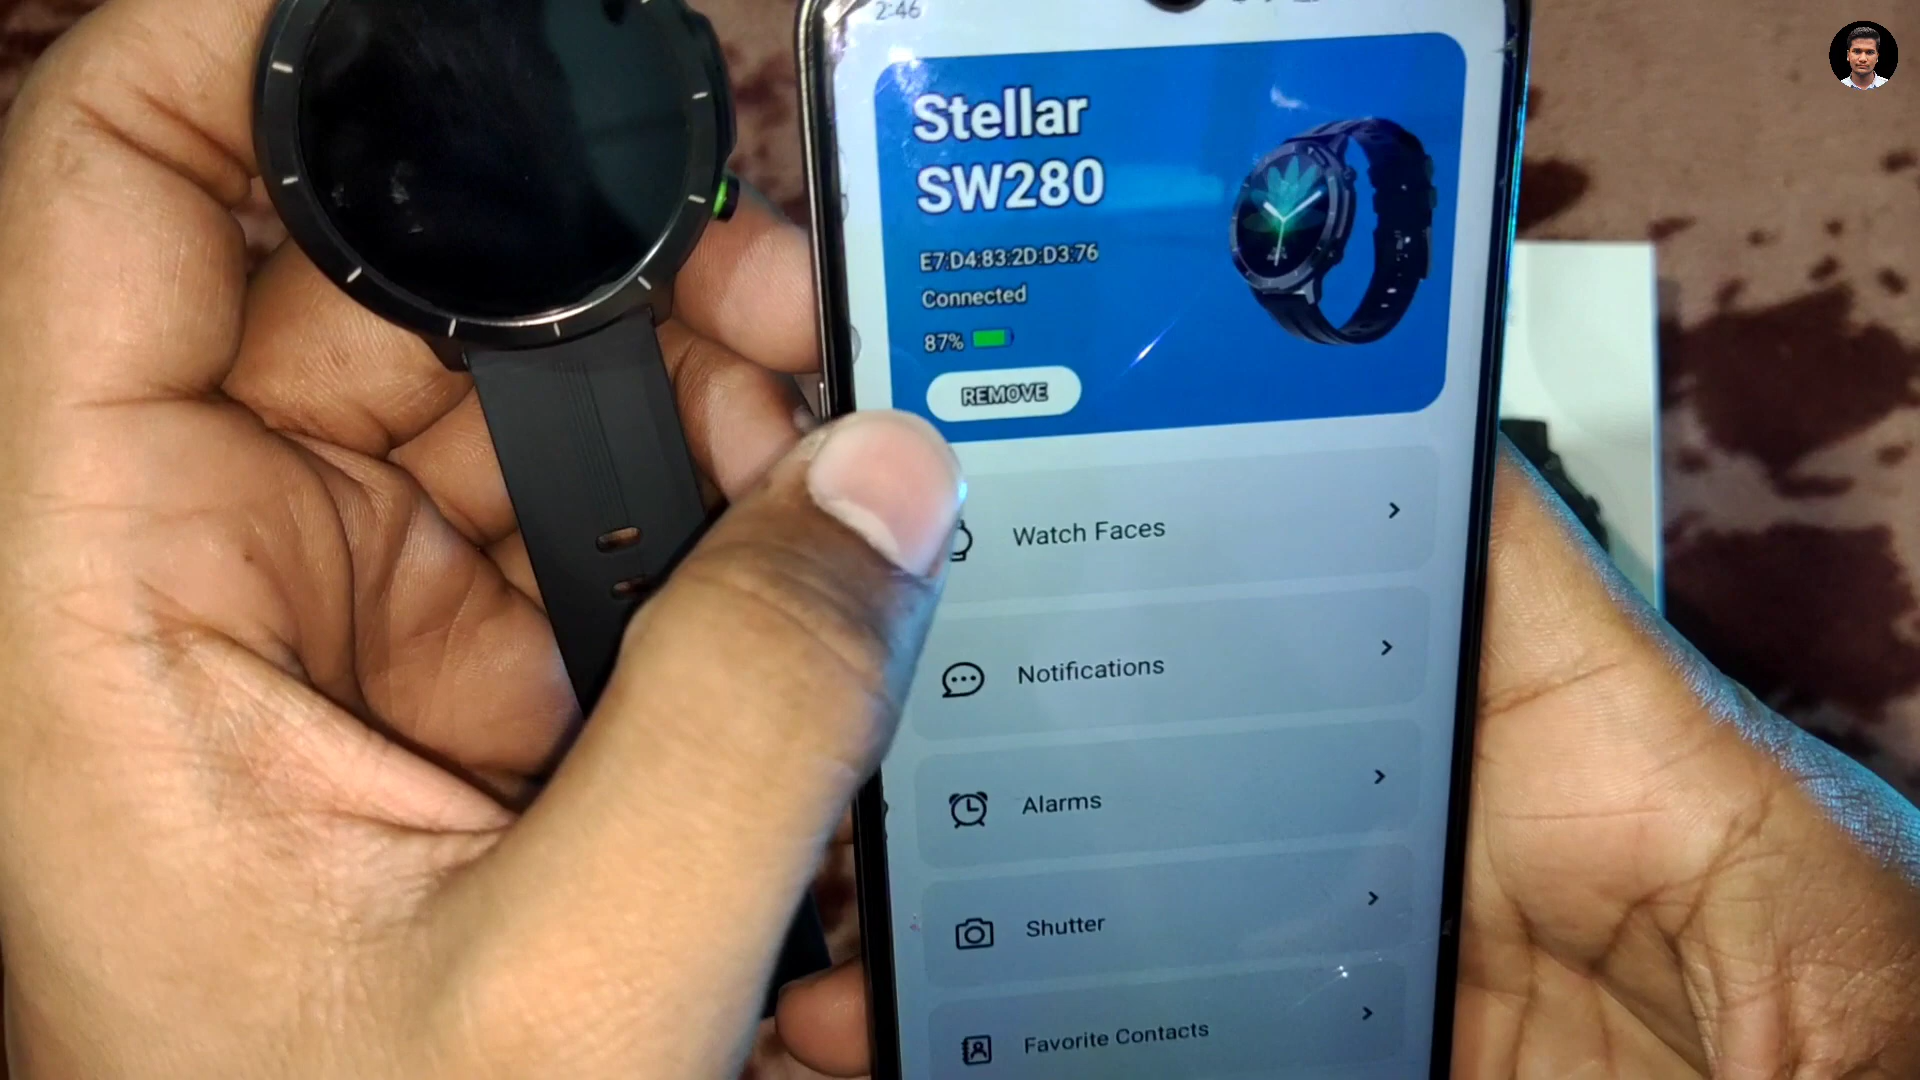 2:46
Stellar
SW280
E7:D4:83:2D:D3:76
Connected
87%
REMOVE
Watch Faces
Notifications
Alarms
Shutter
Favorite Contacts